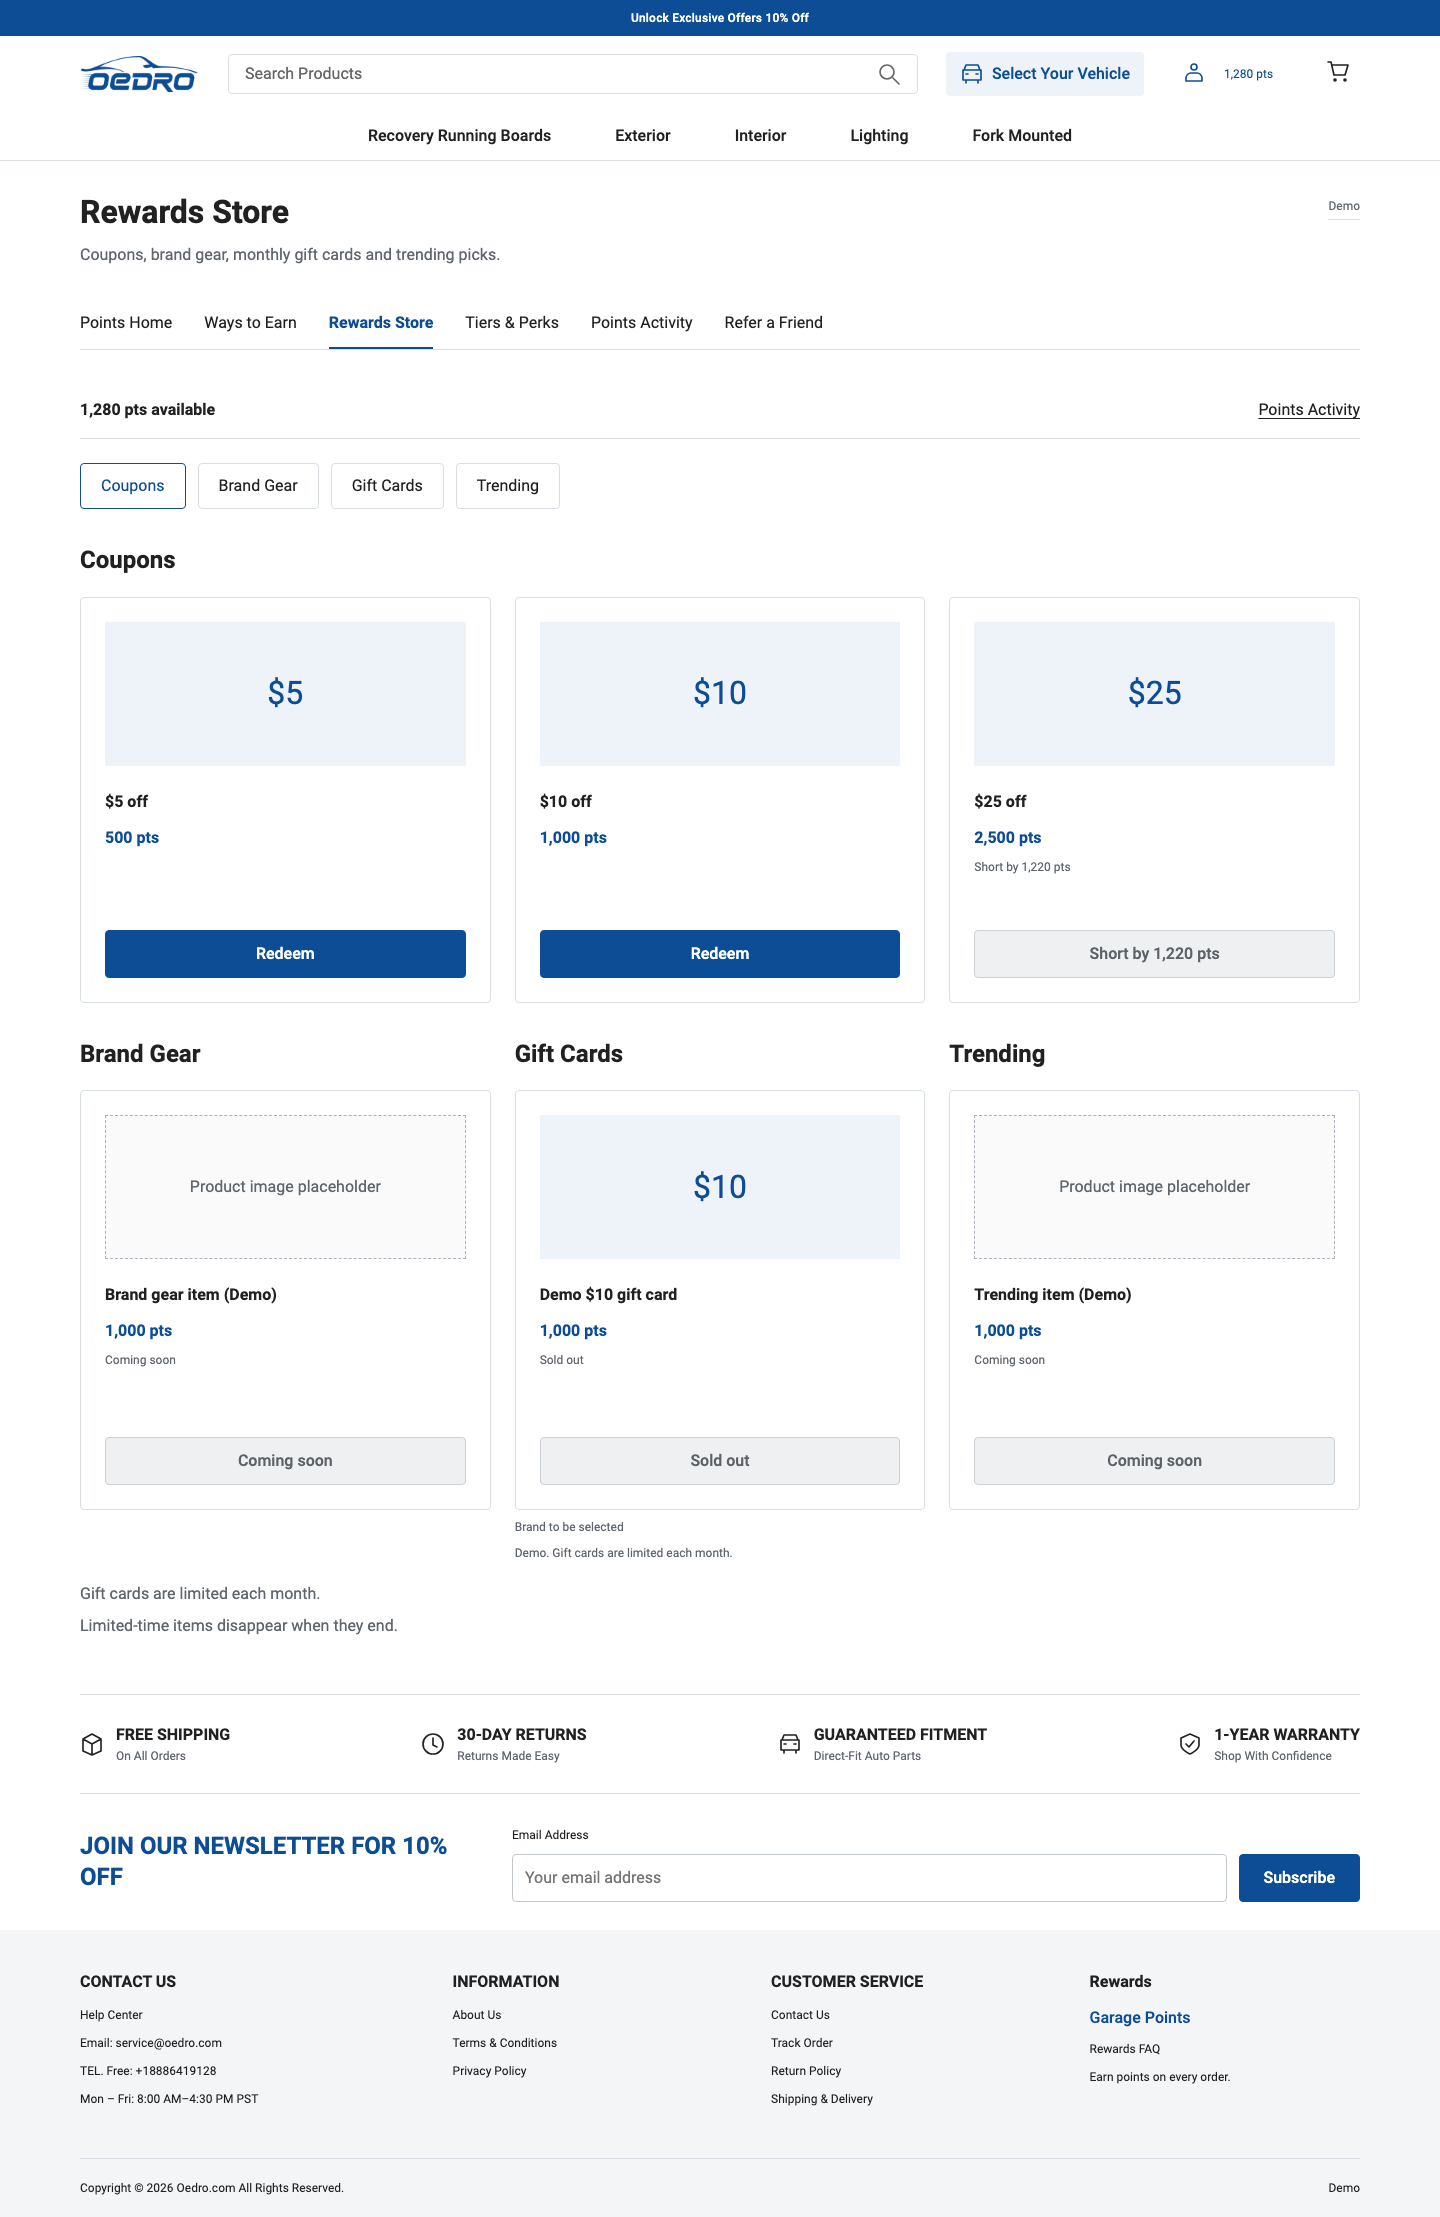 Unlock Exclusive Offers 10% Off
OEDRO
Search Products
Select Your Vehicle
1,280 pts
Recovery Running Boards
Exterior
Interior
Lighting
Fork Mounted
Rewards Store
Demo
Coupons, brand gear, monthly gift cards and trending picks.
Points Home
Ways to Earn
Rewards Store
Tiers & Perks
Points Activity
Refer a Friend
1,280 pts available
Points Activity
Coupons
Brand Gear
Gift Cards
Trending
Coupons
$5
$5 off
500 pts
Redeem
$10
$10 off
1,000 pts
Redeem
$25
$25 off
2,500 pts
Short by 1,220 pts
Short by 1,220 pts
Brand Gear
Product image placeholder
Brand gear item (Demo)
1,000 pts
Coming soon
Coming soon
Gift Cards
$10
Demo $10 gift card
1,000 pts
Sold out
Sold out
Brand to be selected
Demo. Gift cards are limited each month.
Trending
Product image placeholder
Trending item (Demo)
1,000 pts
Coming soon
Coming soon
Gift cards are limited each month.
Limited-time items disappear when they end.
FREE SHIPPING
On All Orders
30-DAY RETURNS
Returns Made Easy
GUARANTEED FITMENT
Direct-Fit Auto Parts
1-YEAR WARRANTY
Shop With Confidence
JOIN OUR NEWSLETTER FOR 10%
OFF
Email Address
Your email address
Subscribe
CONTACT US
Help Center
Email: service@oedro.com
TEL. Free: +18886419128
Mon – Fri: 8:00 AM–4:30 PM PST
INFORMATION
About Us
Terms & Conditions
Privacy Policy
CUSTOMER SERVICE
Contact Us
Track Order
Return Policy
Shipping & Delivery
Rewards
Garage Points
Rewards FAQ
Earn points on every order.
Copyright © 2026 Oedro.com All Rights Reserved.
Demo